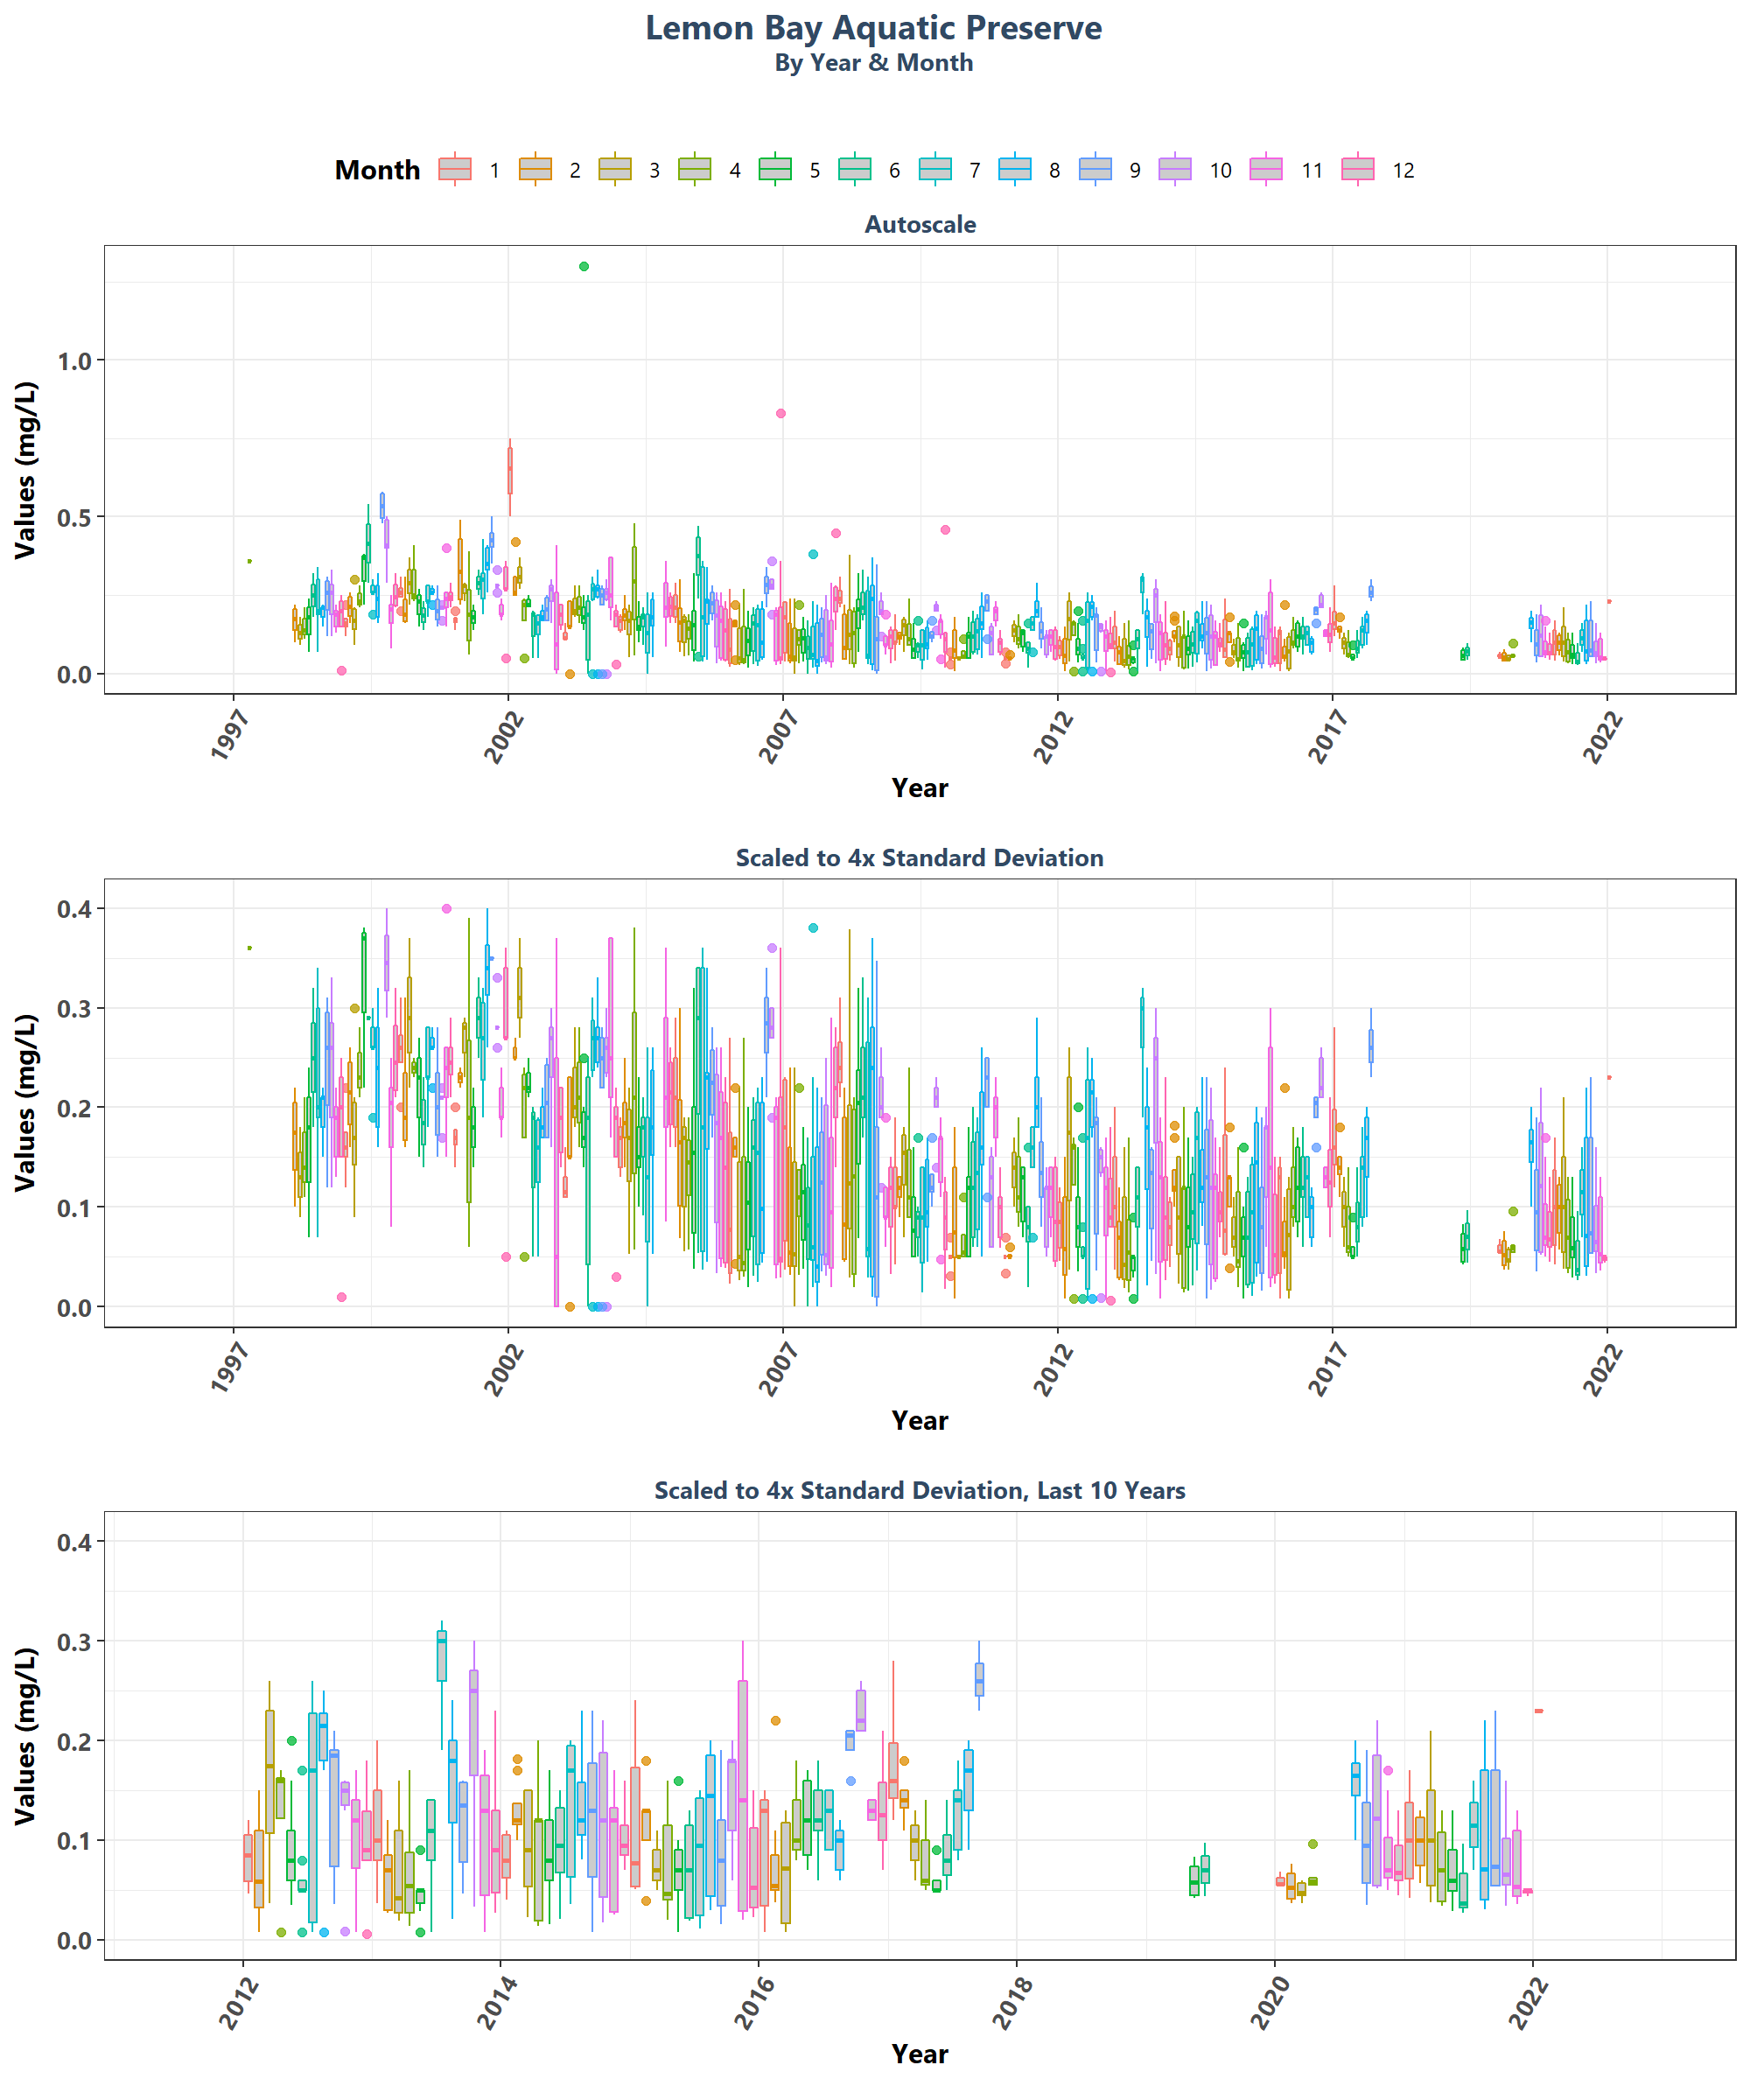 Lemon Bay Aquatic Preserve
By Year & Month
Month 1 2 3 4 5 6 7 8 9 10 11 12
Autoscale
Values (mg/L)
1.0
0.5
0.0
1997 2002 2007 2012 2017 2022
Year
Scaled to 4x Standard Deviation
Values (mg/L)
0.4
0.3
0.2
0.1
0.0
1997 2002 2007 2012 2017 2022
Year
Scaled to 4x Standard Deviation, Last 10 Years
Values (mg/L)
0.4
0.3
0.2
0.1
0.0
2012 2014 2016 2018 2020 2022
Year